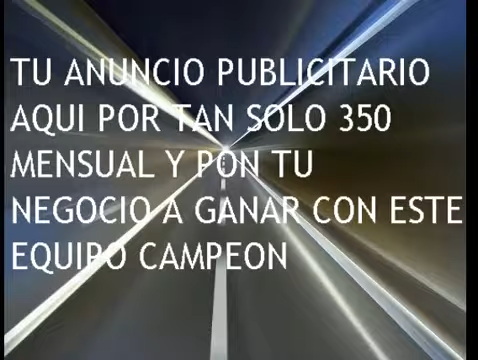 TU ANUNCIO PUBLICITARIO
AQUI POR TAN SOLO 350
MENSUAL Y PON TU
NEGOCIO A GANAR CON ESTE
EQUIPO CAMPEON